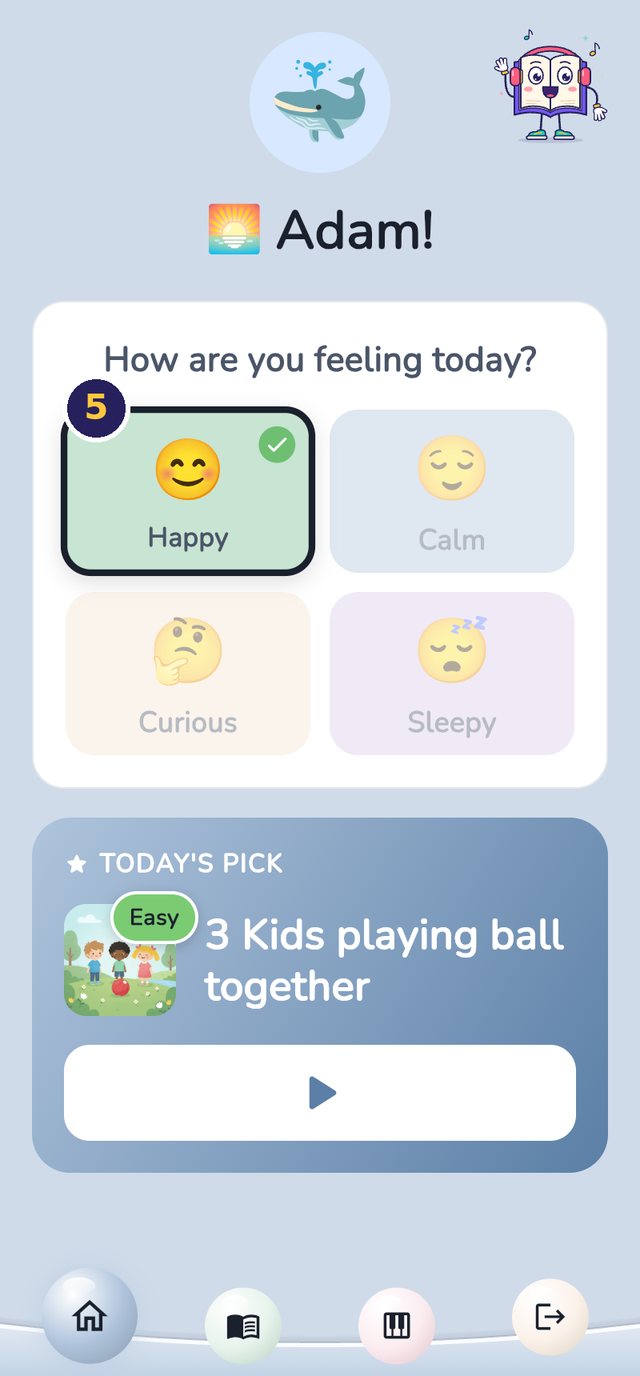 Adam!
How are you feeling today?
5
Happy
Calm
Curious
Sleepy
TODAY'S PICK
Easy
3 Kids playing ball
together